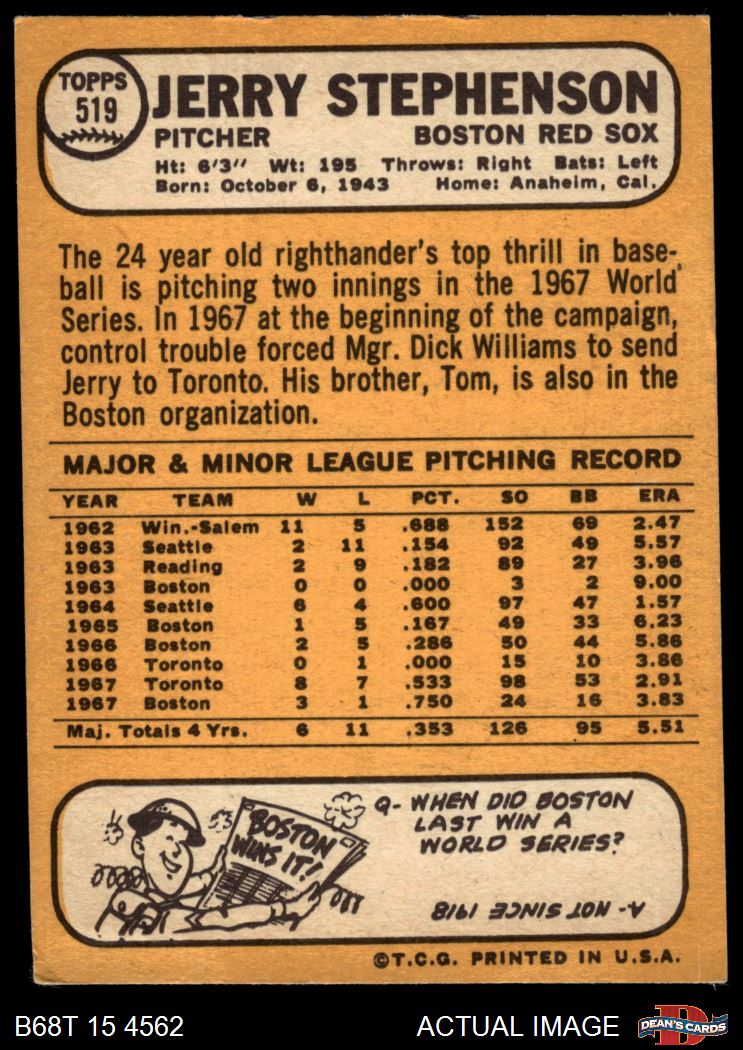 TOPPS
519
JERRY STEPHENSON
PITCHER BOSTON RED SOX
Ht: 6'3" Wt: 195 Throws: Right Bats: Left
Born: October 6, 1943 Home: Anaheim, Cal.
The 24 year old righthander's top thrill in base-
ball is pitching two innings in the 1967 World
Series. In 1967 at the beginning of the campaign,
control trouble forced Mgr. Dick Williams to send
Jerry to Toronto. His brother, Tom, is also in the
Boston organization.
MAJOR & MINOR LEAGUE PITCHING RECORD
YEAR TEAM W L PCT. SO BB ERA
1962 Win.-Salem 11 5 .688 152 69 2.47
1963 Seattle 2 11 .154 92 49 5.57
1963 Reading 2 9 .182 89 27 3.96
1963 Boston 0 0 .000 3 2 9.00
1964 Seattle 6 4 .600 97 47 1.57
1965 Boston 1 5 .167 49 33 6.23
1966 Boston 2 5 .286 50 44 5.86
1966 Toronto 0 1 .000 15 10 3.86
1967 Toronto 8 7 .533 98 53 2.91
1967 Boston 3 1 .750 24 16 3.83
Maj. Totals 4 Yrs. 6 11 .353 126 95 5.51
BOSTON
WINS IT!
Q- WHEN DID BOSTON
LAST WIN A
WORLD SERIES?
A- NOT SINCE 1918
©T.C.G. PRINTED IN U.S.A.
B68T 15 4562 ACTUAL IMAGE
D
DEAN'S CARDS